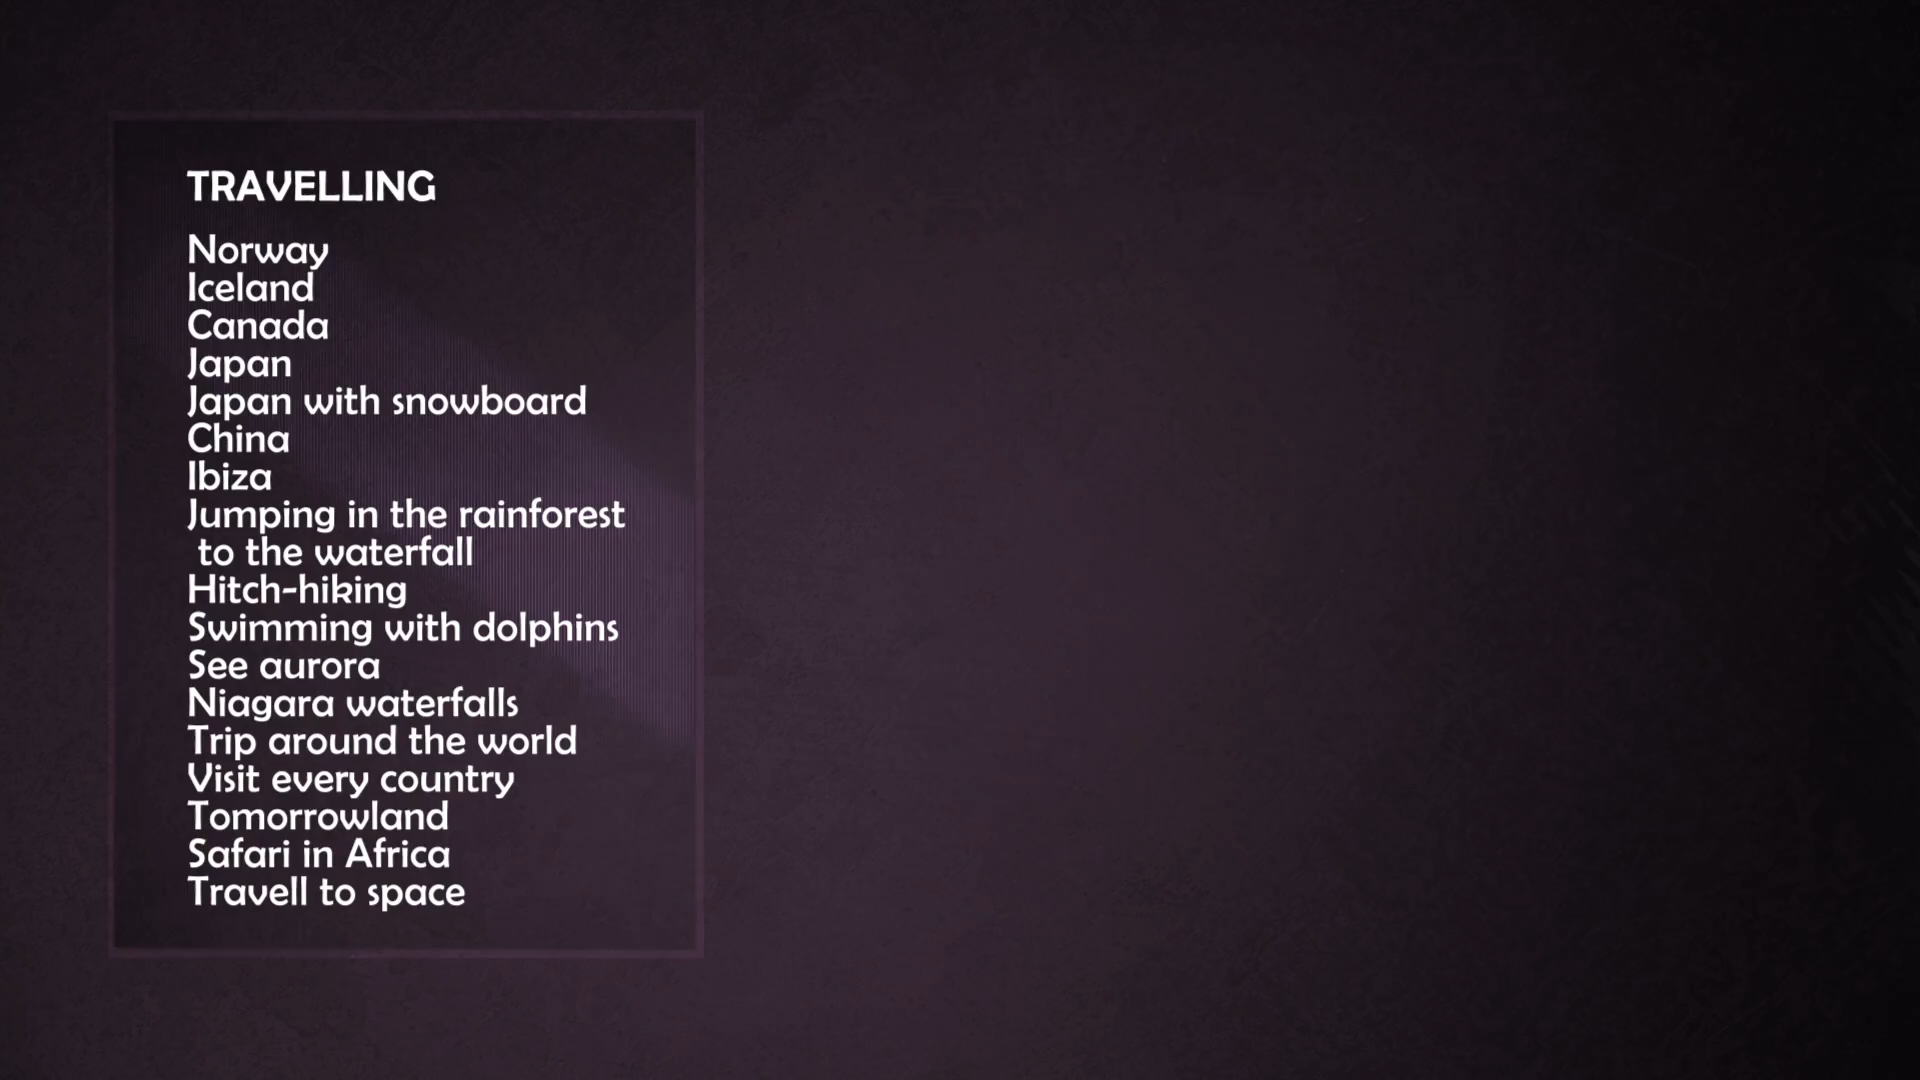 TRAVELLING
Norway
Iceland
Canada
Japan
Japan with snowboard
China
Ibiza
Jumping in the rainforest
to the waterfall
Hitch-hiking
Swimming with dolphins
See aurora
Niagara waterfalls
Trip around the world
Visit every country
Tomorrowland
Safari in Africa
Travell to space